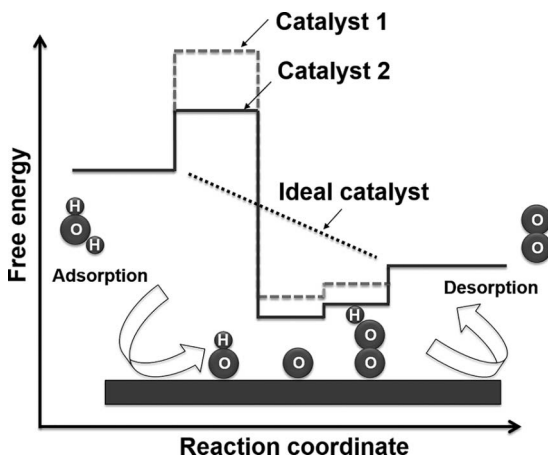 Catalyst 1
Catalyst 2
Ideal catalyst
Free energy
H
O
H
Adsorption
O
O
Desorption
H
O
O
H
O
O
Reaction coordinate